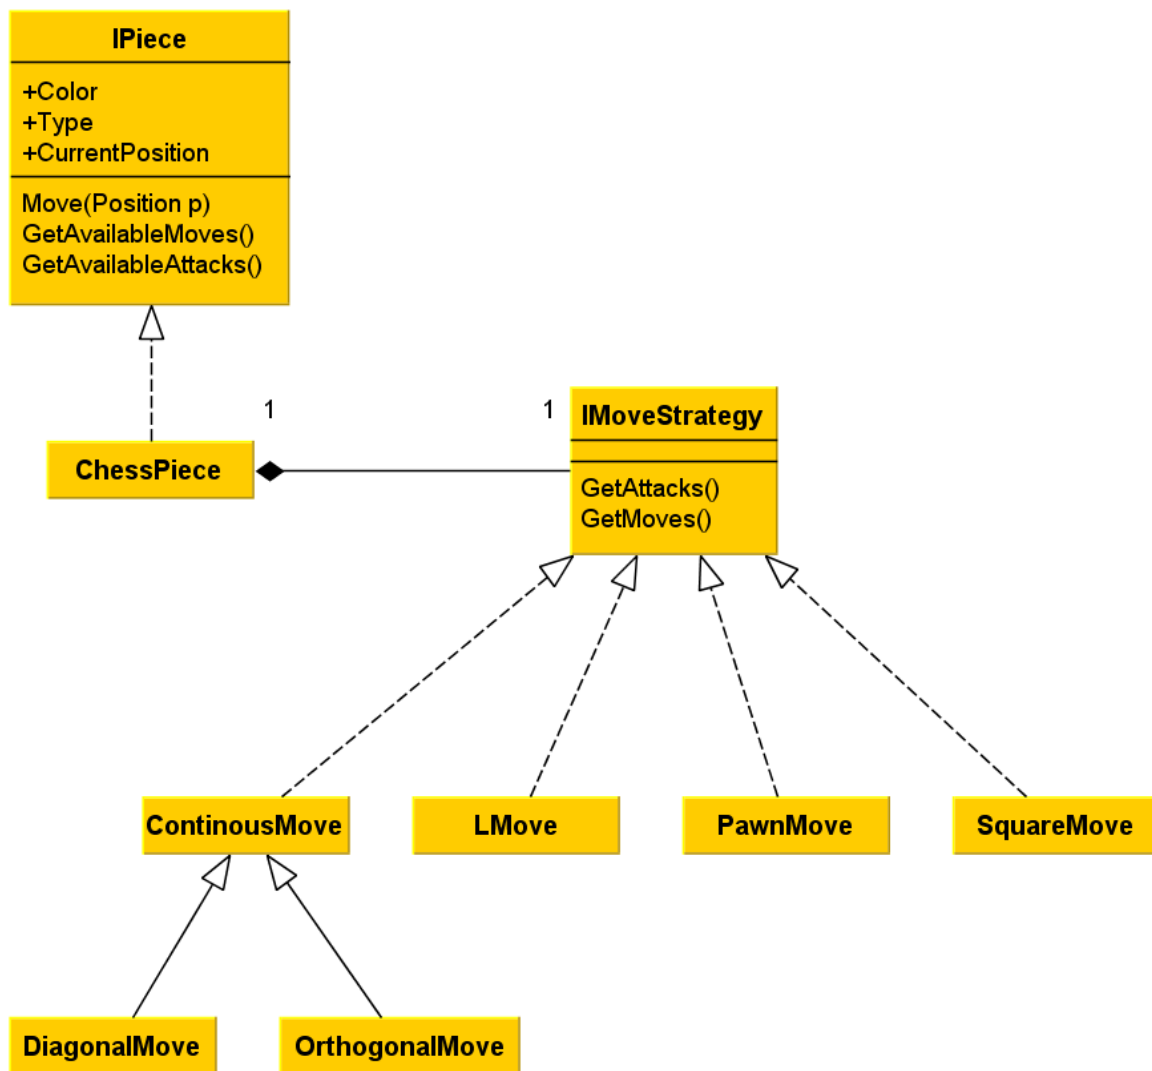 IPiece
+Color
+Type
+CurrentPosition
Move(Position p)
GetAvailableMoves()
GetAvailableAttacks()
1
1
IMoveStrategy
ChessPiece
GetAttacks()
GetMoves()
ContinousMove
LMove
PawnMove
SquareMove
DiagonalMove
OrthogonalMove